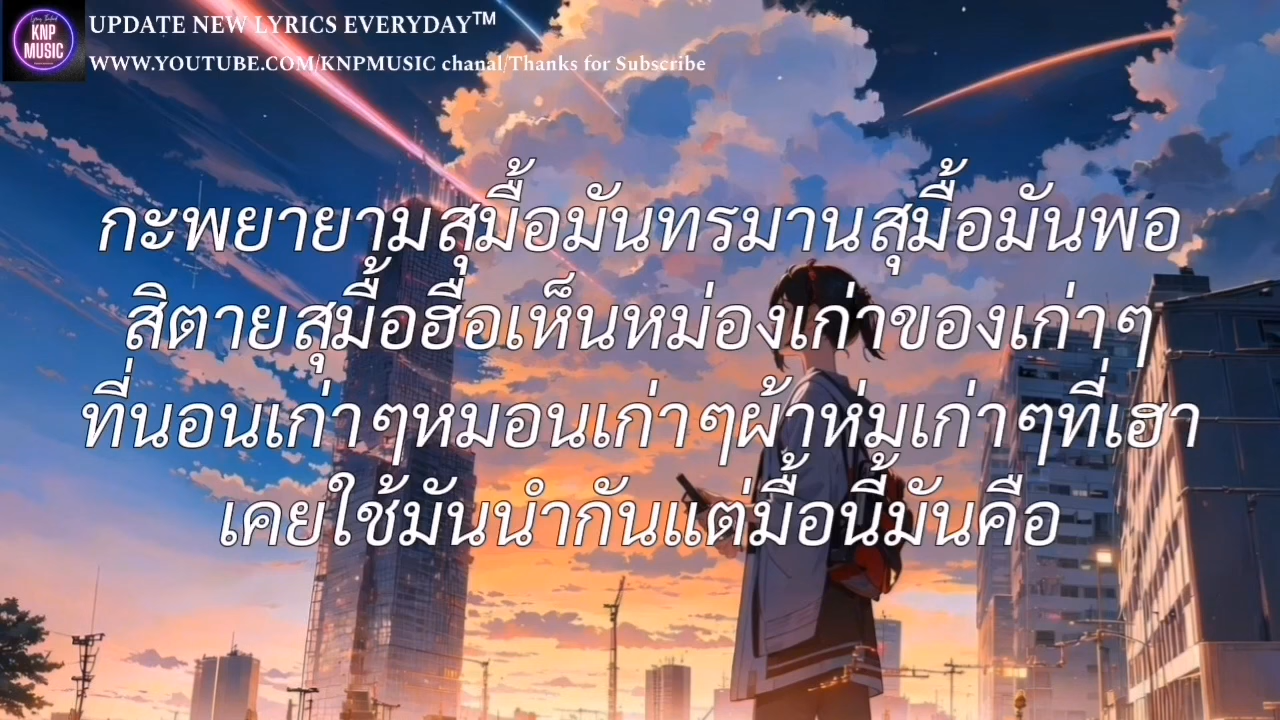 KNP
MUSIC
UPDATE NEW LYRICS EVERYDAY™
WWW.YOUTUBE.COM/KNPMUSIC chanal/Thanks for Subscribe
กะพยายามสุมื้อมันทรมานสุมื้อมันพอ
สิตายสุมื้อฮือเห็นหม่องเก่าของเก่าๆ
ที่นอนเก่าๆหมอนเก่าๆผ้าห่มเก่าๆที่เฮา
เคยใช้มันนำกันแต่มื้อนี้มันคือ